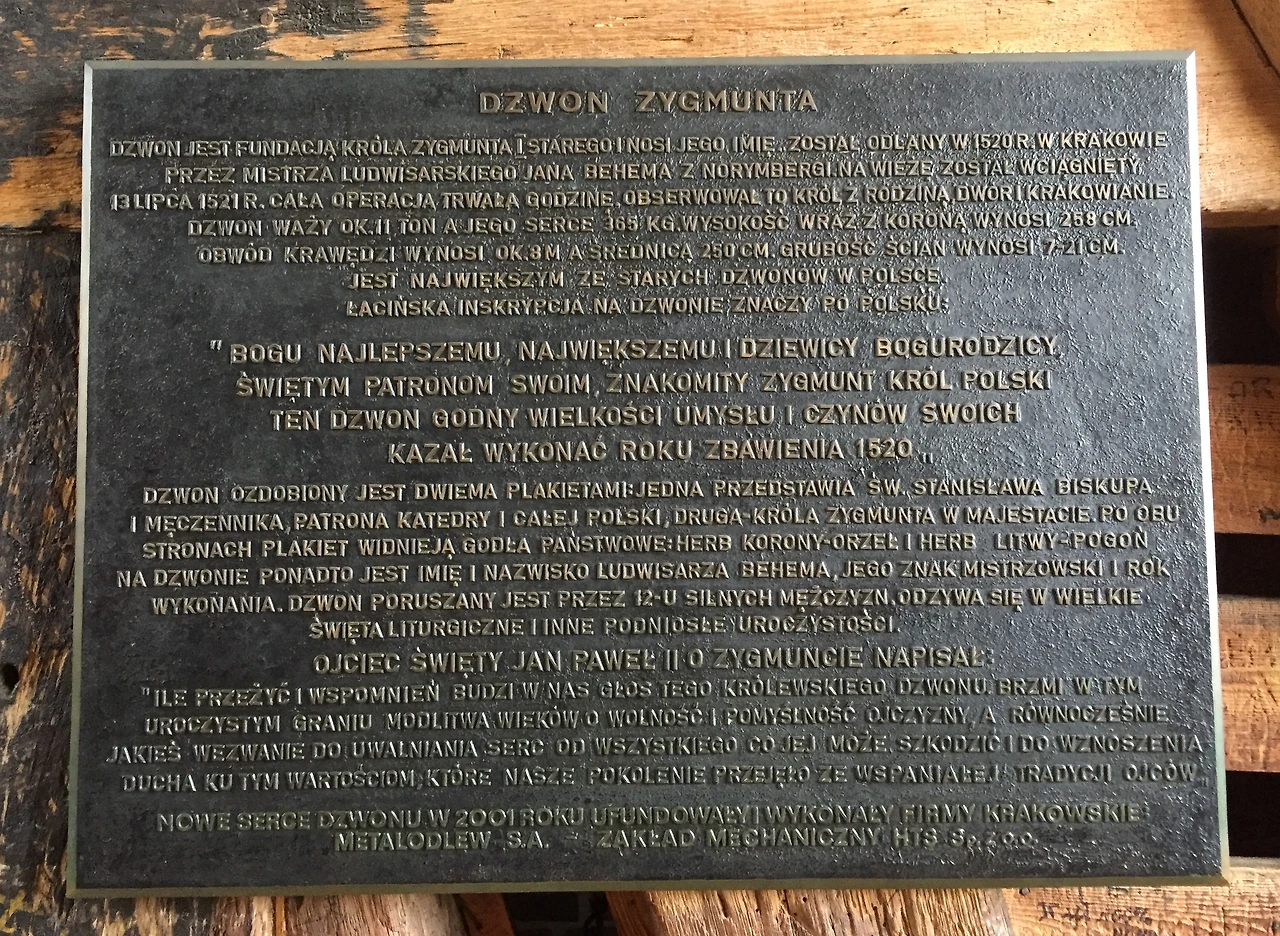 DZWON ZYGMUNTA
DZWON JEST FUNDACJĄ KRÓLA ZYGMUNTA I STAREGO I NOSI JEGO IMIĘ. ZOSTAŁ ODLANY W 1520 R. W KRAKOWIE
PRZEZ MISTRZA LUDWISARSKIEGO JANA BEHEMA Z NORYMBERGI. NA WIEŻĘ ZOSTAŁ WCIĄGNIĘTY
13 LIPCA 1521 R. CAŁA OPERACJA TRWAŁA GODZINĘ, OBSERWOWAŁ TO KRÓL Z RODZINĄ, DWÓR I KRAKOWIANIE.
DZWON WAŻY OK. 11 TON A JEGO SERCE 365 KG. WYSOKOŚĆ WRAZ Z KORONĄ WYNOSI 258 CM.
OBWÓD KRAWĘDZI WYNOSI OK. 8 M A ŚREDNICA 250 CM. GRUBOŚĆ ŚCIAN WYNOSI 7-21 CM.
JEST NAJWIĘKSZYM ZE STARYCH DZWONÓW W POLSCE.
ŁACIŃSKA INSKRYPCJA NA DZWONIE ZNACZY PO POLSKU:
" BOGU NAJLEPSZEMU, NAJWIĘKSZEMU I DZIEWICY BOGURODZICY,
ŚWIĘTYM PATRONOM SWOIM, ZNAKOMITY ZYGMUNT KRÓL POLSKI
TEN DZWON GODNY WIELKOŚCI UMYSŁU I CZYNÓW SWOICH
KAZAŁ WYKONAĆ ROKU ZBAWIENIA 1520 „
DZWON OZDOBIONY JEST DWIEMA PLAKIETAMI: JEDNA PRZEDSTAWIA ŚW. STANISŁAWA BISKUPA
I MĘCZENNIKA, PATRONA KATEDRY I CAŁEJ POLSKI, DRUGA-KRÓLA ZYGMUNTA W MAJESTACIE. PO OBU
STRONACH PLAKIET WIDNIEJĄ GODŁA PAŃSTWOWE: HERB KORONY-ORZEŁ I HERB LITWY-POGOŃ
NA DZWONIE PONADTO JEST IMIĘ I NAZWISKO LUDWISARZA BEHEMA, JEGO ZNAK MISTRZOWSKI I ROK
WYKONANIA. DZWON PORUSZANY JEST PRZEZ 12-U SILNYCH MĘŻCZYZN. ODZYWA SIĘ W WIELKIE
ŚWIĘTA LITURGICZNE I INNE PODNIOSŁE UROCZYSTOŚCI.
OJCIEC ŚWIĘTY JAN PAWEŁ II O ZYGMUNCIE NAPISAŁ:
"ILE PRZEŻYĆ I WSPOMNIEŃ BUDZI W NAS GŁOS TEGO KRÓLEWSKIEGO DZWONU. BRZMI W TYM
UROCZYSTYM GRANIU MODLITWA WIEKÓW O WOLNOŚĆ I POMYŚLNOŚĆ OJCZYZNY, A RÓWNOCZEŚNIE
JAKIEŚ WEZWANIE DO UWALNIANIA SERC OD WSZYSTKIEGO CO JEJ MOŻE SZKODZIĆ I DO WZNOSZENIA
DUCHA KU TYM WARTOŚCIOM, KTÓRE NASZE POKOLENIE PRZEJĘŁO ZE WSPANIAŁEJ TRADYCJI OJCÓW„
NOWE SERCE DZWONU W 2001 ROKU UFUNDOWAŁY I WYKONAŁY FIRMY KRAKOWSKIE:
METALODLEW S.A. - ZAKŁAD MECHANICZNY HTS Sp. z o.o.